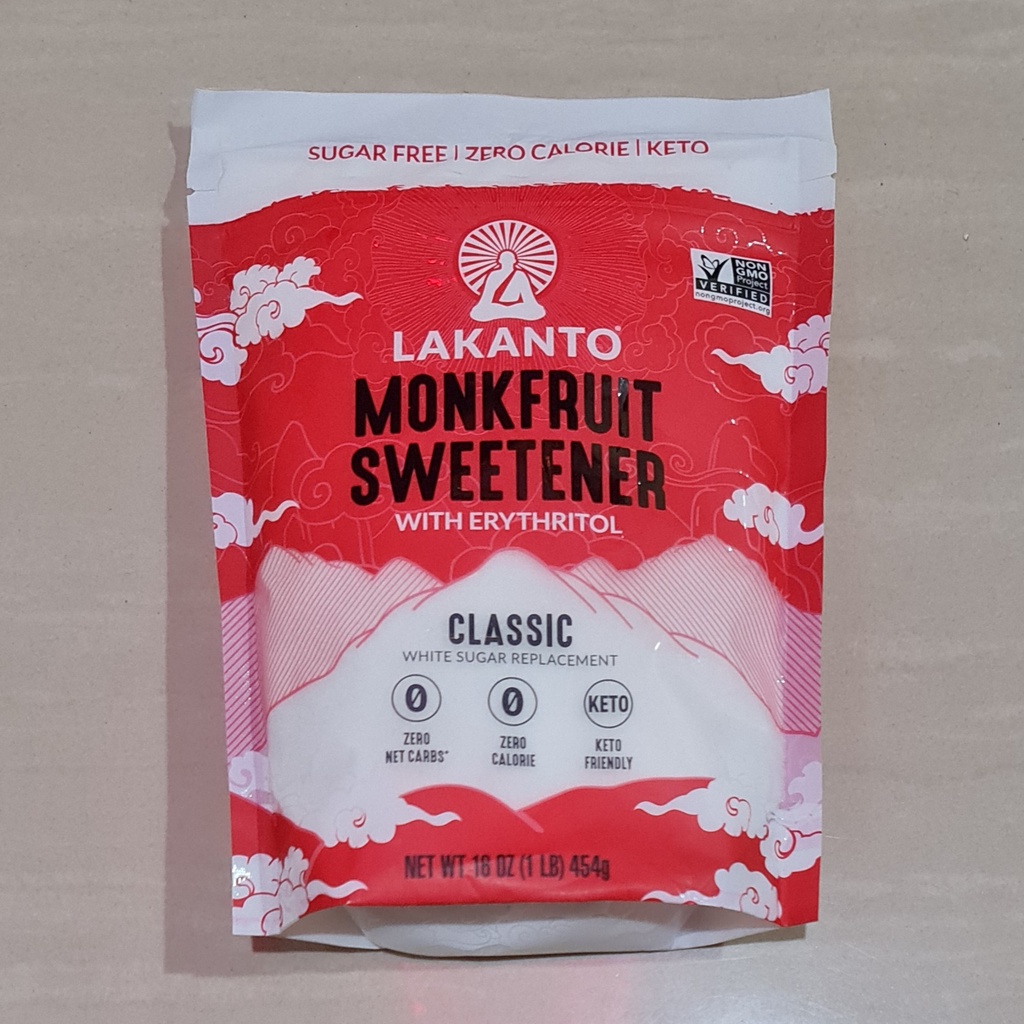 SUGAR FREE | ZERO CALORIE | KETO
NON
GMO
Project
VERIFIED
nongmoproject.org
LAKANTO®
MONKFRUIT
SWEETENER
WITH ERYTHRITOL
CLASSIC
WHITE SUGAR REPLACEMENT
0 0 KETO
ZERO NET CARBS*
ZERO CALORIE
KETO FRIENDLY
NET WT 16 OZ (1 LB) 454g